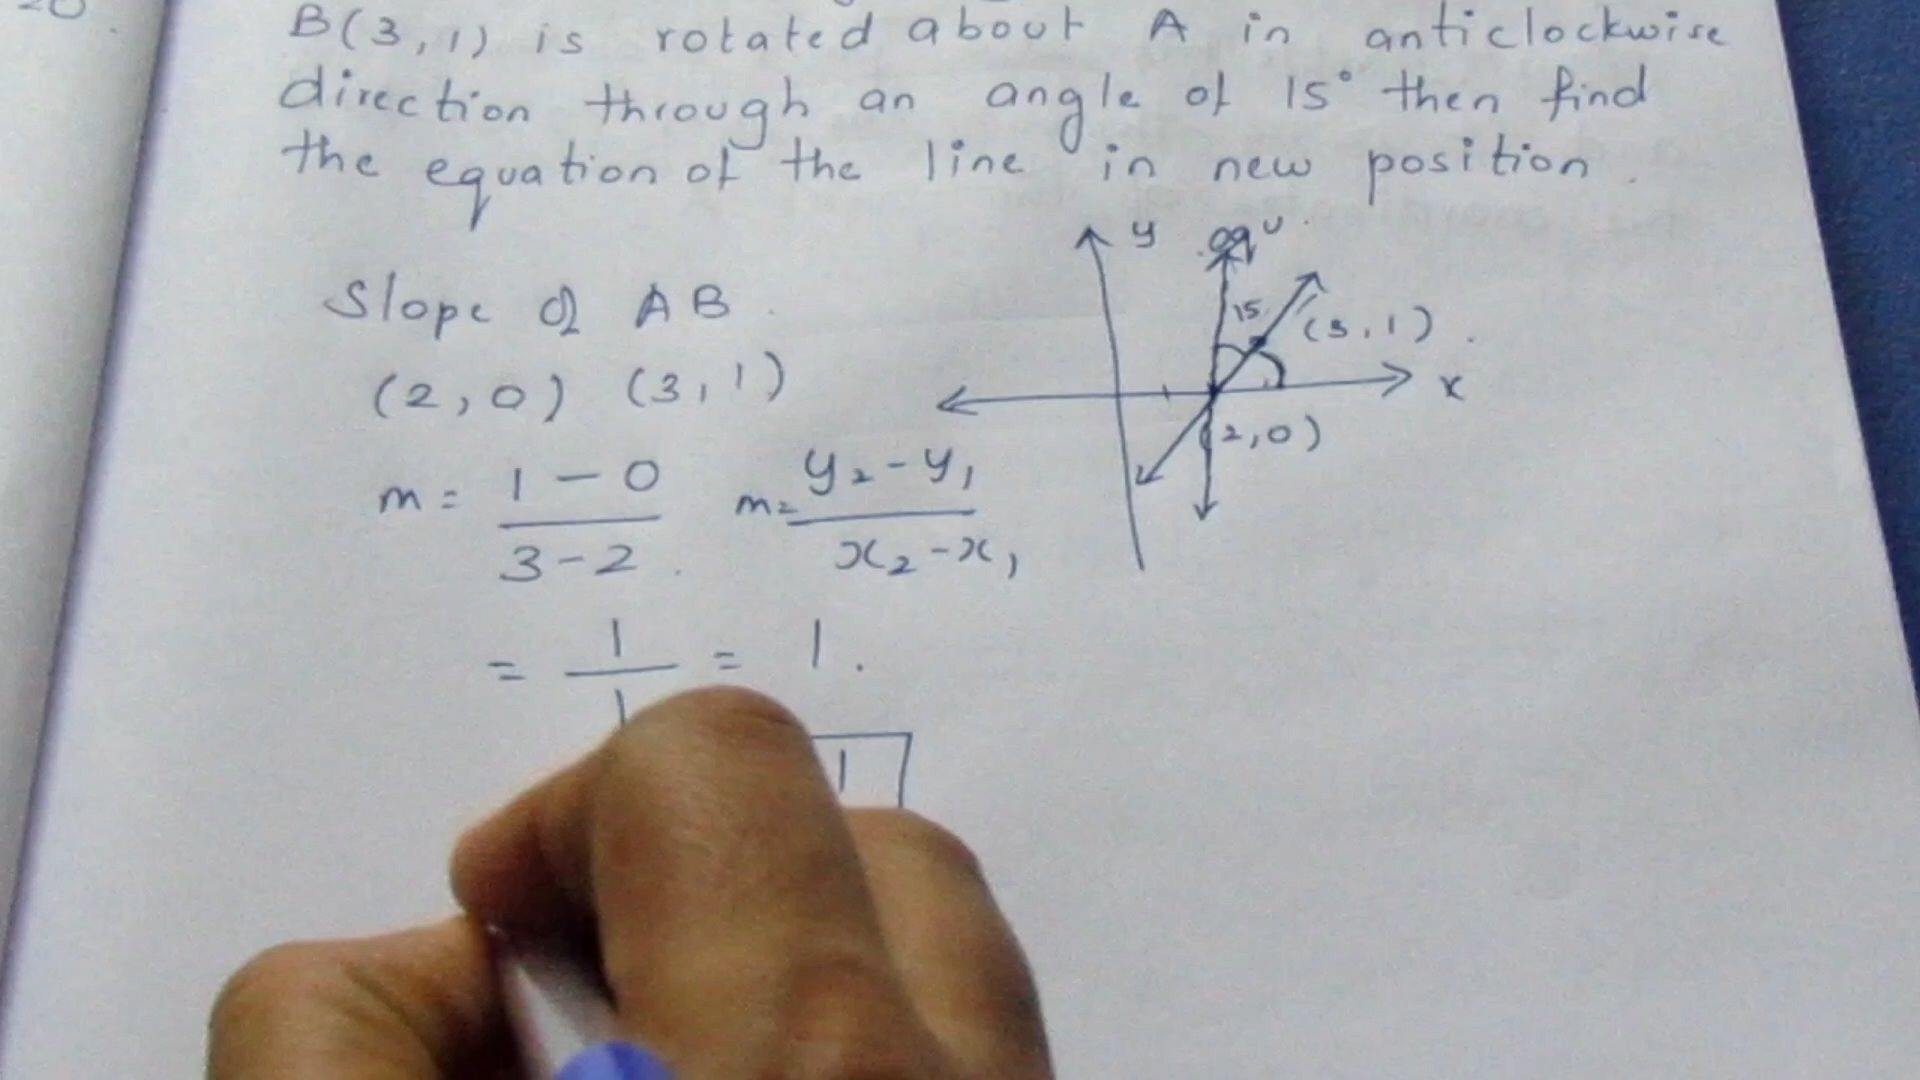 B(3,1) is rotated about A in anticlockwise
direction through an angle of 15° then find
the equation of the line in new position.
y
Slope of AB.
15
(3,1).
(2,0) (3,1)
x
(2,0)
m = 1 - 0 / 3 - 2. m = y₂ - y₁ / x₂ - x₁
= 1 / 1 = 1.
1